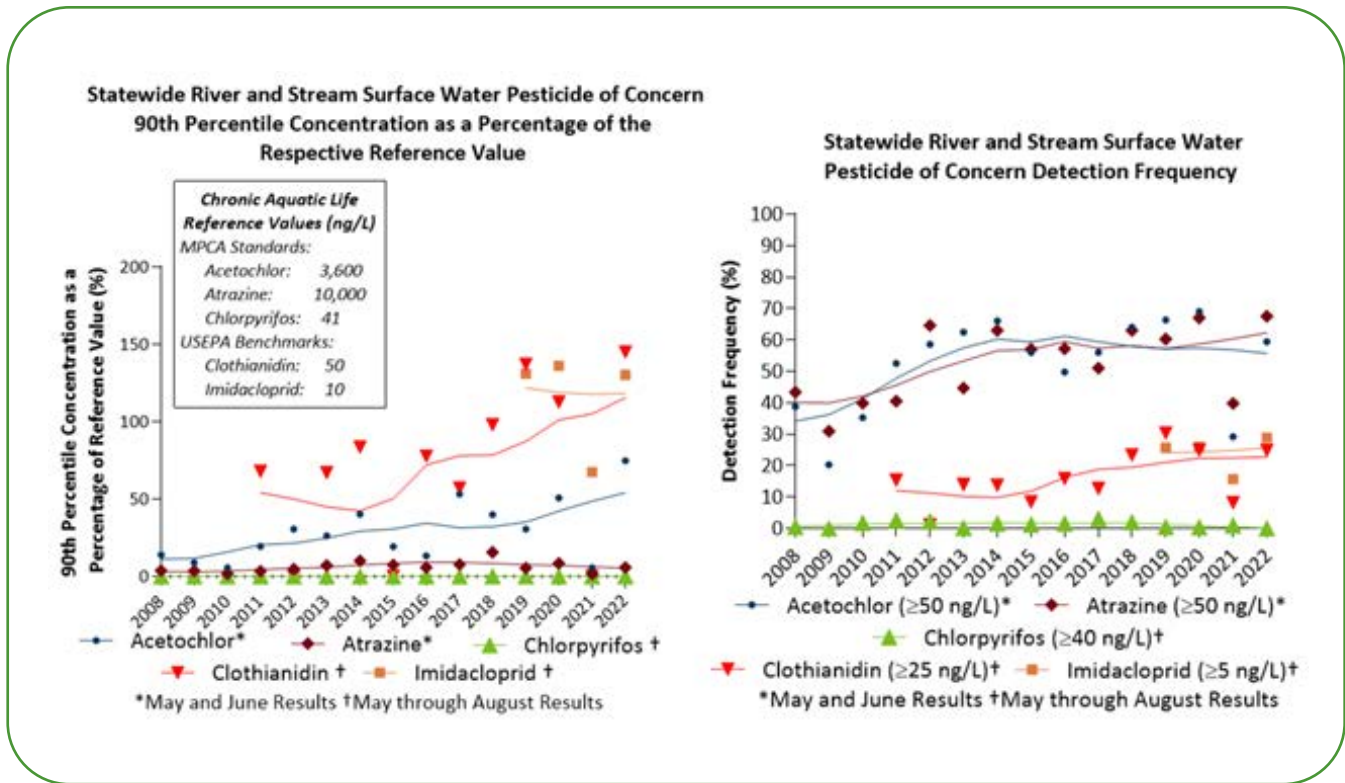 Statewide River and Stream Surface Water Pesticide of Concern
90th Percentile Concentration as a Percentage of the
Respective Reference Value
Chronic Aquatic Life
Reference Values (ng/L)
MPCA Standards:
Acetochlor: 3,600
Atrazine: 10,000
Chlorpyrifos: 41
USEPA Benchmarks:
Clothianidin: 50
Imidacloprid: 10
90th Percentile Concentration as a
Percentage of Reference Value (%)
200
150
100
50
0
2008 2009 2010 2011 2012 2013 2014 2015 2016 2017 2018 2019 2020 2021 2022
Acetochlor* Atrazine* Chlorpyrifos †
Clothianidin † Imidacloprid †
*May and June Results †May through August Results
Statewide River and Stream Surface Water
Pesticide of Concern Detection Frequency
Detection Frequency (%)
100
90
80
70
60
50
40
30
20
10
0
2008 2009 2010 2011 2012 2013 2014 2015 2016 2017 2018 2019 2020 2021 2022
Acetochlor (≥50 ng/L)* Atrazine (≥50 ng/L)*
Chlorpyrifos (≥40 ng/L)†
Clothianidin (≥25 ng/L)† Imidacloprid (≥5 ng/L)†
*May and June Results †May through August Results